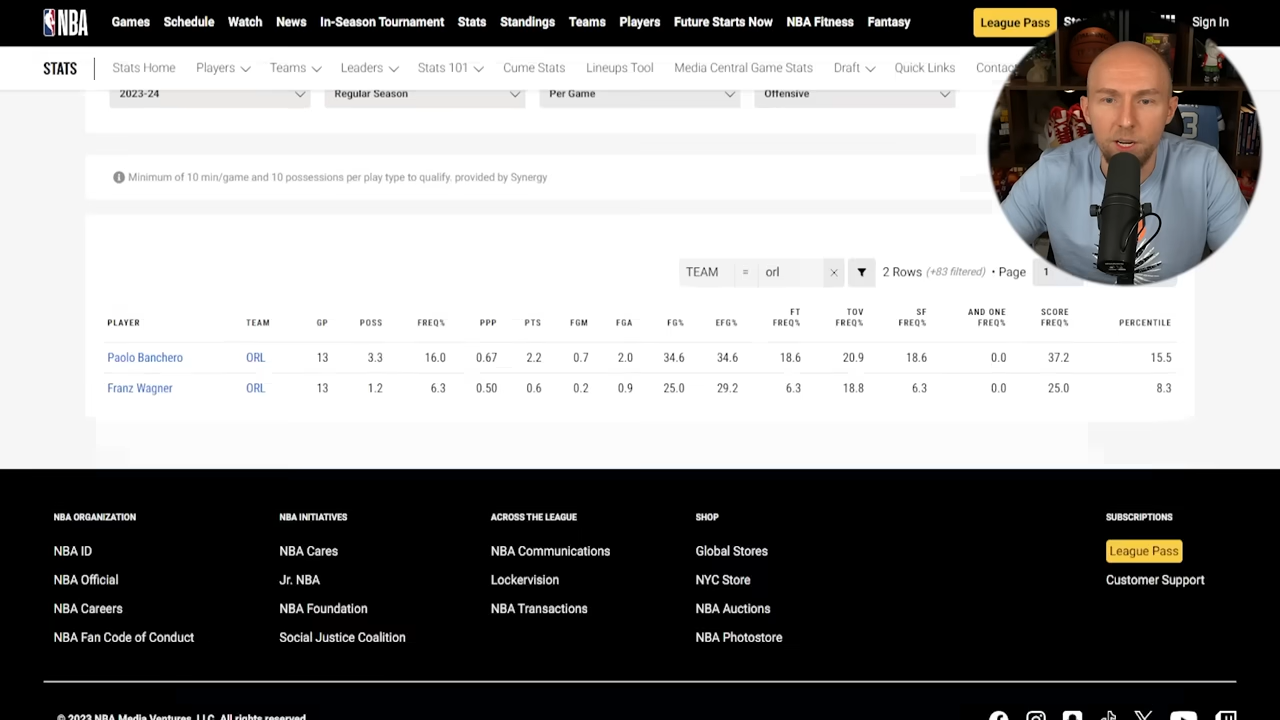 NBA Games Schedule Watch News In-Season Tournament Stats Standings Teams Players Future Starts Now NBA Fitness Fantasy League Pass Sign In
STATS Stats Home Players Teams Leaders Stats 101 Cume Stats Lineups Tool Media Central Game Stats Draft Quick Links
2023-24 Regular Season Per Game Offensive
Minimum of 10 min/game and 10 possessions per play type to qualify. provided by Synergy
TEAM = orl × 2 Rows (+83 filtered) • Page 1
PLAYER TEAM GP POSS FREQ% PPP PTS FGM FGA FG% EFG% FT FREQ% TOV FREQ% SF FREQ% AND ONE FREQ% SCORE FREQ% PERCENTILE
Paolo Banchero ORL 13 3.3 16.0 0.67 2.2 0.7 2.0 34.6 34.6 18.6 20.9 18.6 0.0 37.2 15.5
Franz Wagner ORL 13 1.2 6.3 0.50 0.6 0.2 0.9 25.0 29.2 6.3 18.8 6.3 0.0 25.0 8.3
NBA ORGANIZATION NBA INITIATIVES ACROSS THE LEAGUE SHOP SUBSCRIPTIONS
NBA ID NBA Cares NBA Communications Global Stores League Pass
NBA Official Jr. NBA Lockervision NYC Store Customer Support
NBA Careers NBA Foundation NBA Transactions NBA Auctions
NBA Fan Code of Conduct Social Justice Coalition NBA Photostore
© 2023 NBA Media Ventures, LLC. All rights reserved.